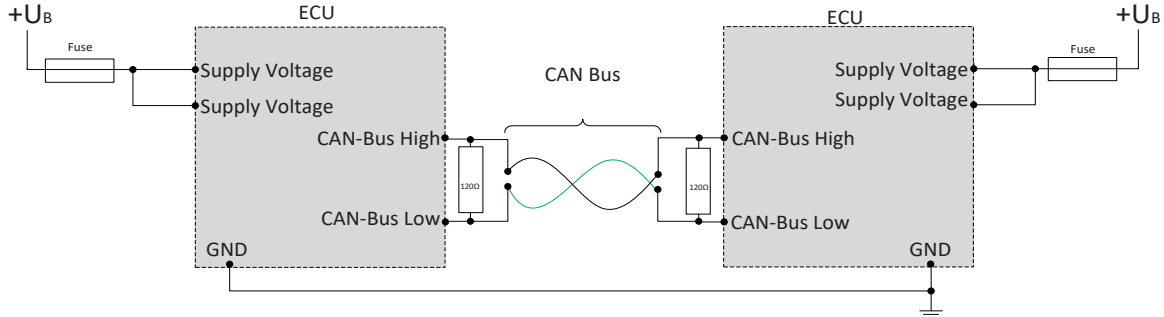 +UB
ECU
ECU
+UB
Fuse
Fuse
Supply Voltage
Supply Voltage
CAN Bus
Supply Voltage
Supply Voltage
CAN-Bus High
CAN-Bus High
120Ω
120Ω
CAN-Bus Low
CAN-Bus Low
GND
GND